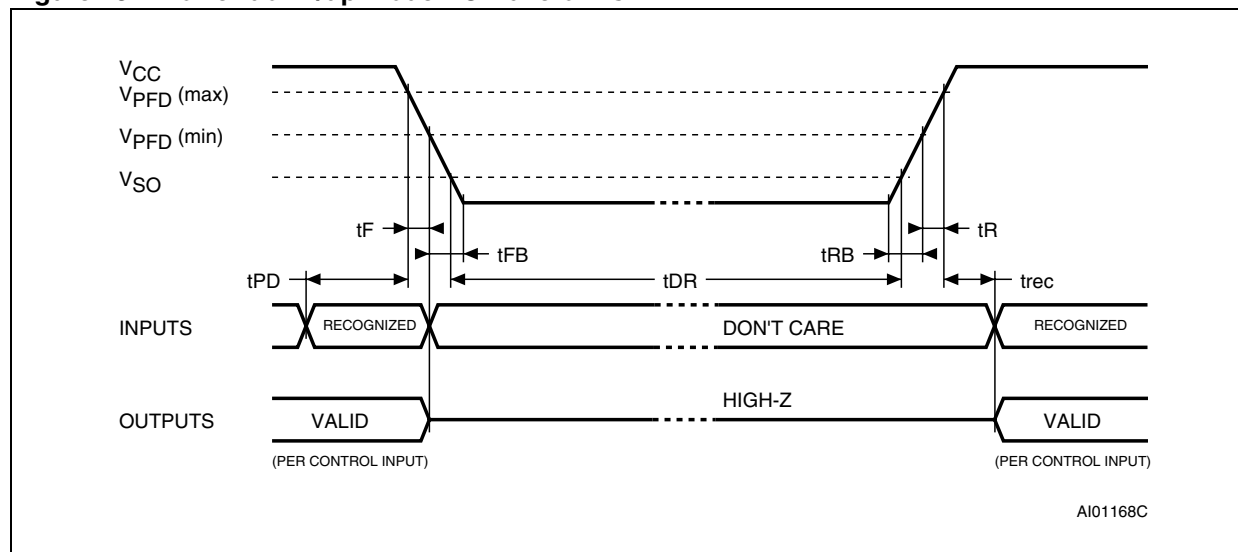 VCC
VPFD (max)
VPFD (min)
VSO
tF
tFB
tR
tRB
tPD
tDR
trec
INPUTS
RECOGNIZED
DON'T CARE
RECOGNIZED
HIGH-Z
OUTPUTS
VALID
VALID
(PER CONTROL INPUT)
(PER CONTROL INPUT)
AI01168C